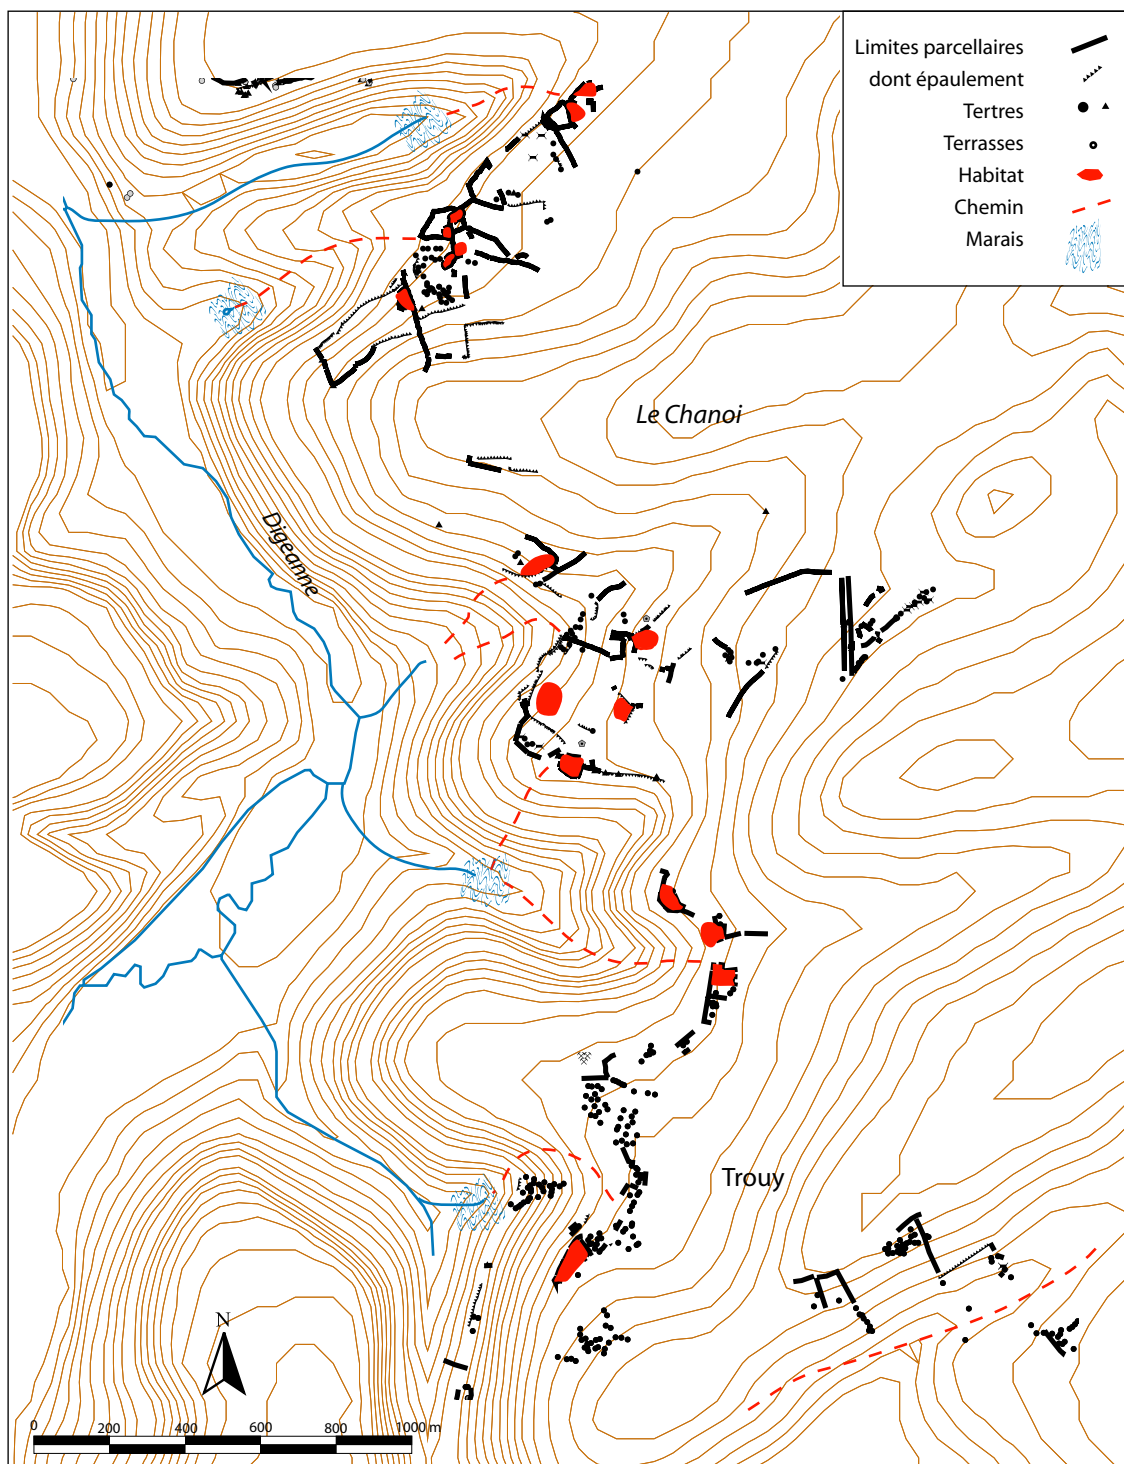 Limites parcellaires
dont épaulement
Tertres
Terrasses
Habitat
Chemin
Marais
Le Chanoi
Digeanne
Trouy
N
0 200 400 600 800 1000 m